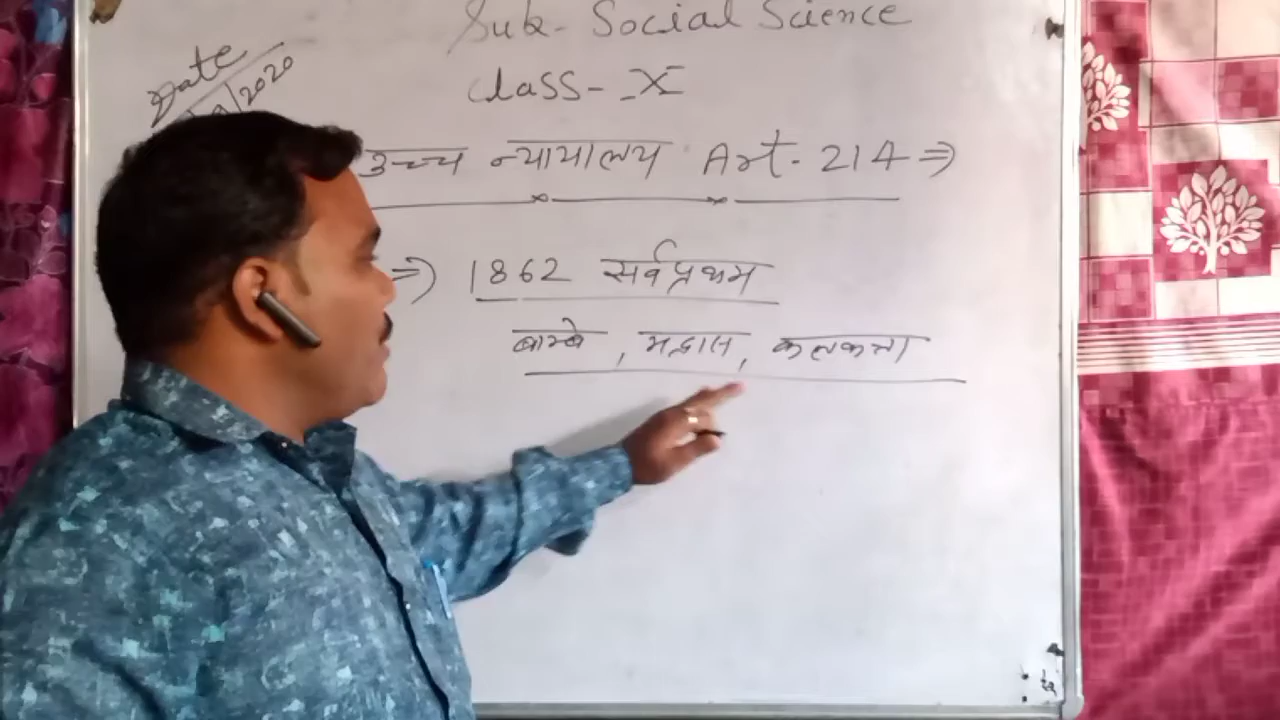 Sub- Social Science
Class- X
Date
/2020
उच्च न्यायालय Art. 214 ⇒
⇒) 1862 सर्वप्रथम
बाम्बे, मद्रास, कलकत्ता